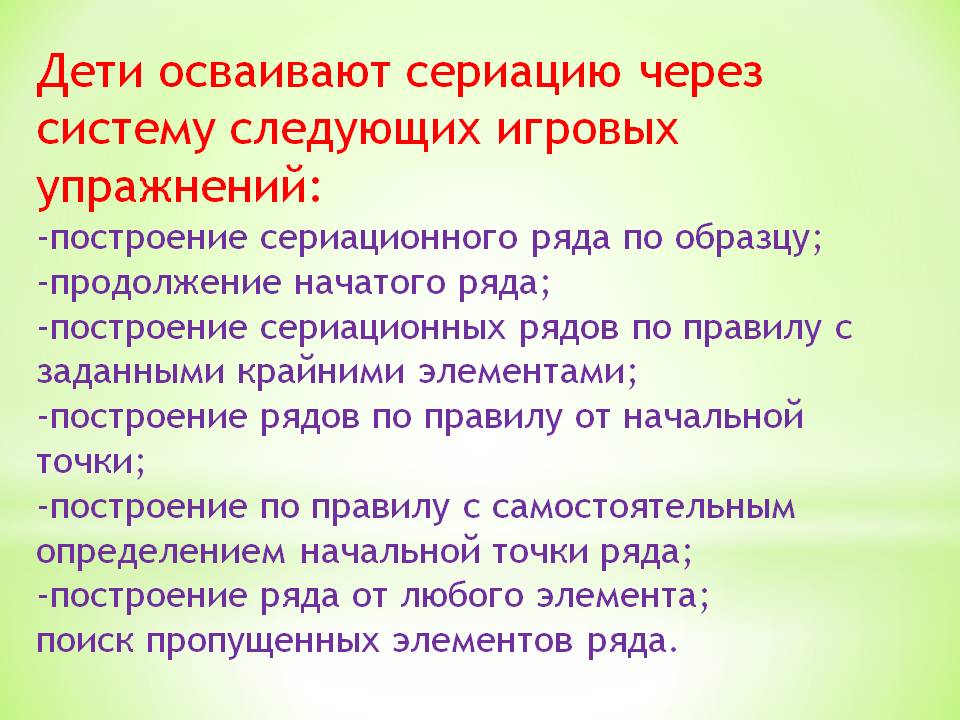 Дети осваивают сериацию через
систему следующих игровых
упражнений:
-построение сериационного ряда по образцу;
-продолжение начатого ряда;
-построение сериационных рядов по правилу с
заданными крайними элементами;
-построение рядов по правилу от начальной
точки;
-построение по правилу с самостоятельным
определением начальной точки ряда;
-построение ряда от любого элемента;
поиск пропущенных элементов ряда.